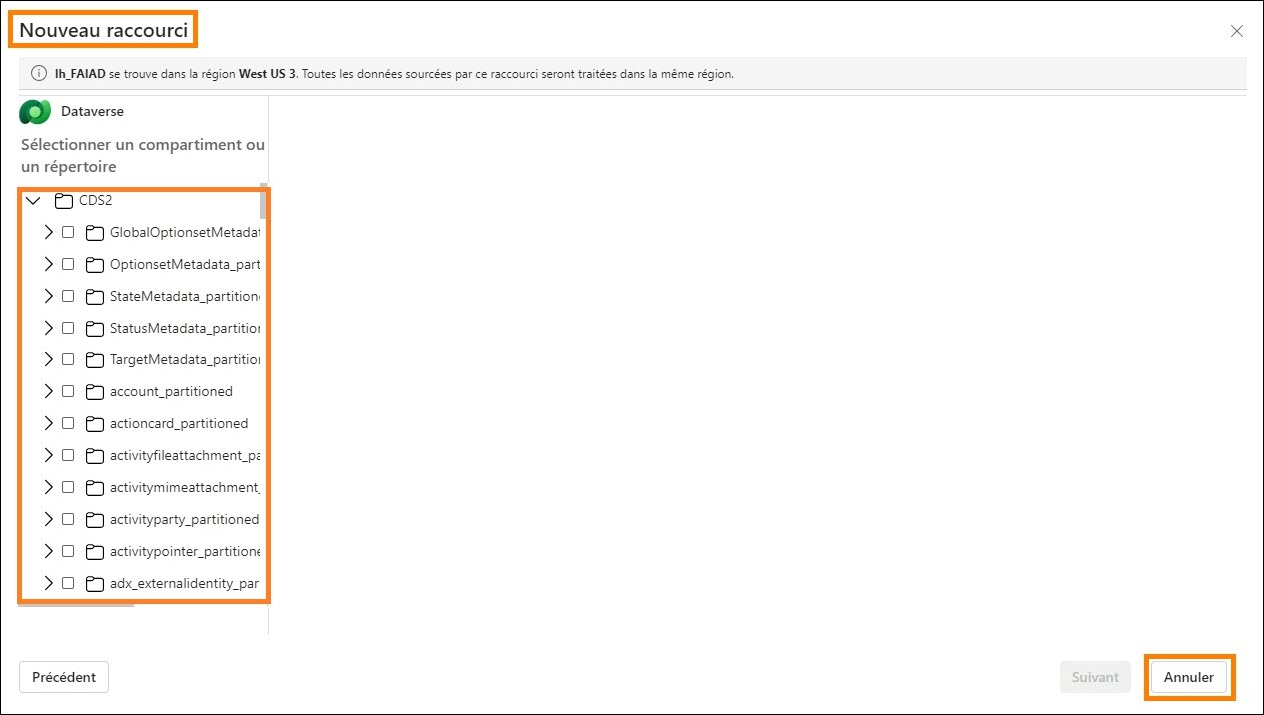 Nouveau raccourci
lh_FAIAD se trouve dans la région West US 3. Toutes les données sourcées par ce raccourci seront traitées dans la même région.
Dataverse
Sélectionner un compartiment ou
un répertoire
CDS2
GlobalOptionsetMetadat
OptionsetMetadata_part
StateMetadata_partitione
StatusMetadata_partition
TargetMetadata_partition
account_partitioned
actioncard_partitioned
activityfileattachment_pa
activitymimeattachment_
activityparty_partitioned
activitypointer_partitione
adx_externalidentity_par
Précédent
Suivant
Annuler